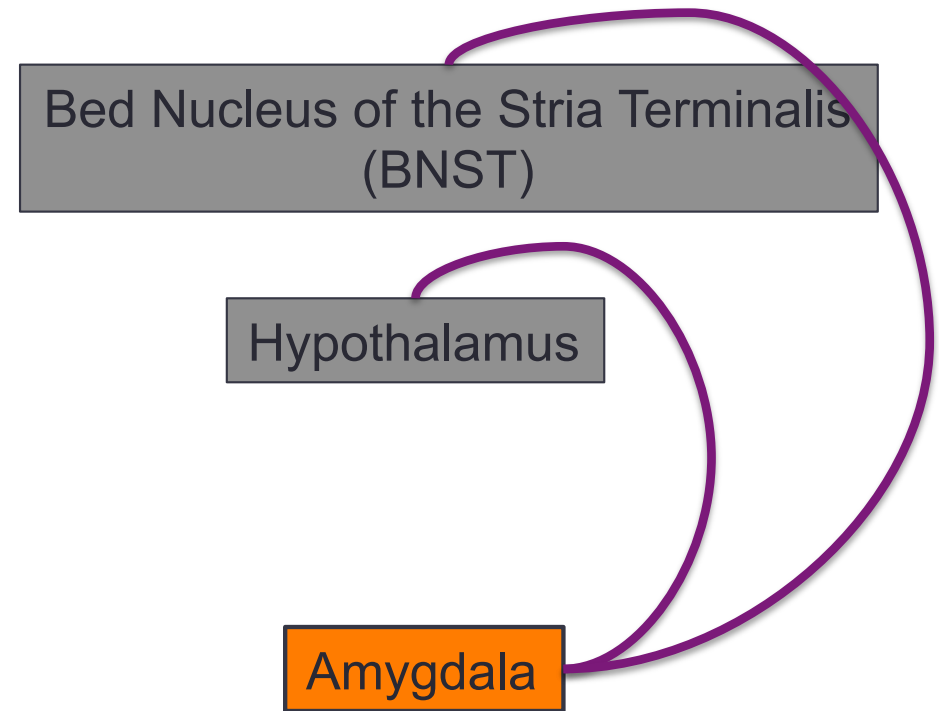 Bed Nucleus of the Stria Terminalis
(BNST)
Hypothalamus
Amygdala